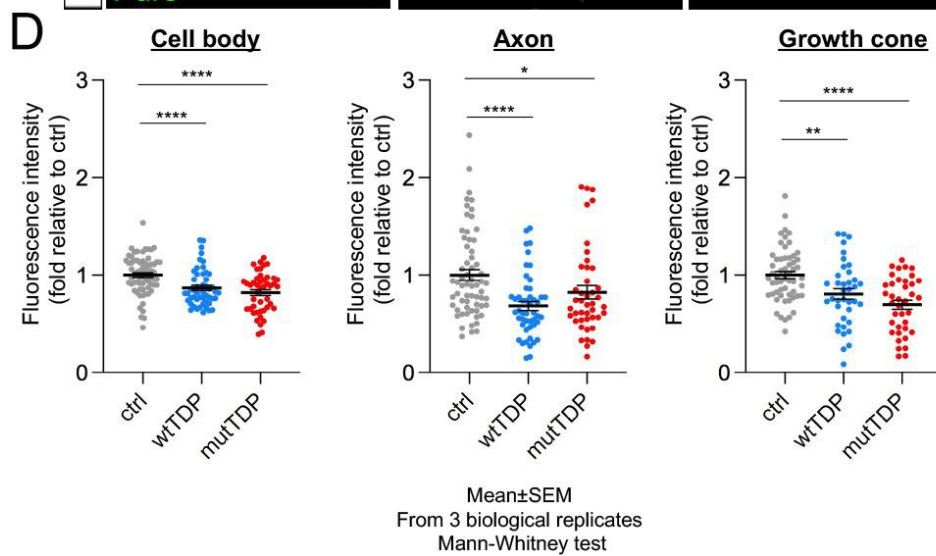 D
Cell body
Axon
Growth cone
Fluorescence intensity
(fold relative to ctrl)
3
2
1
0
****
****
ctrl
wtTDP
mutTDP
Fluorescence intensity
(fold relative to ctrl)
3
2
1
0
*
****
ctrl
wtTDP
mutTDP
Fluorescence intensity
(fold relative to ctrl)
3
2
1
0
****
**
ctrl
wtTDP
mutTDP
Mean±SEM
From 3 biological replicates
Mann-Whitney test